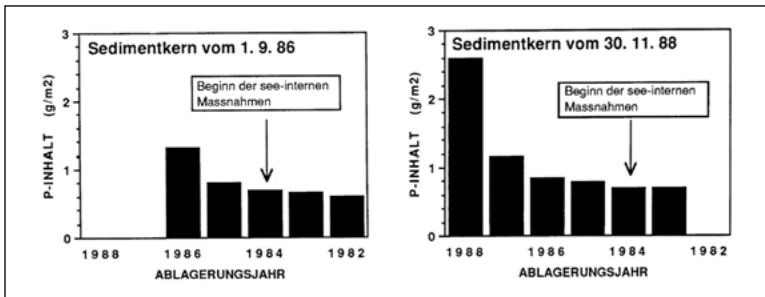 Sedimentkern vom 1. 9. 86
Beginn der see-internen
Massnahmen
P-INHALT (g/m2)
3
2
1
0
1988 1986 1984 1982
ABLAGERUNGSJAHR
Sedimentkern vom 30. 11. 88
Beginn der see-internen
Massnahmen
P-INHALT (g/m2)
3
2
1
0
1988 1986 1984 1982
ABLAGERUNGSJAHR